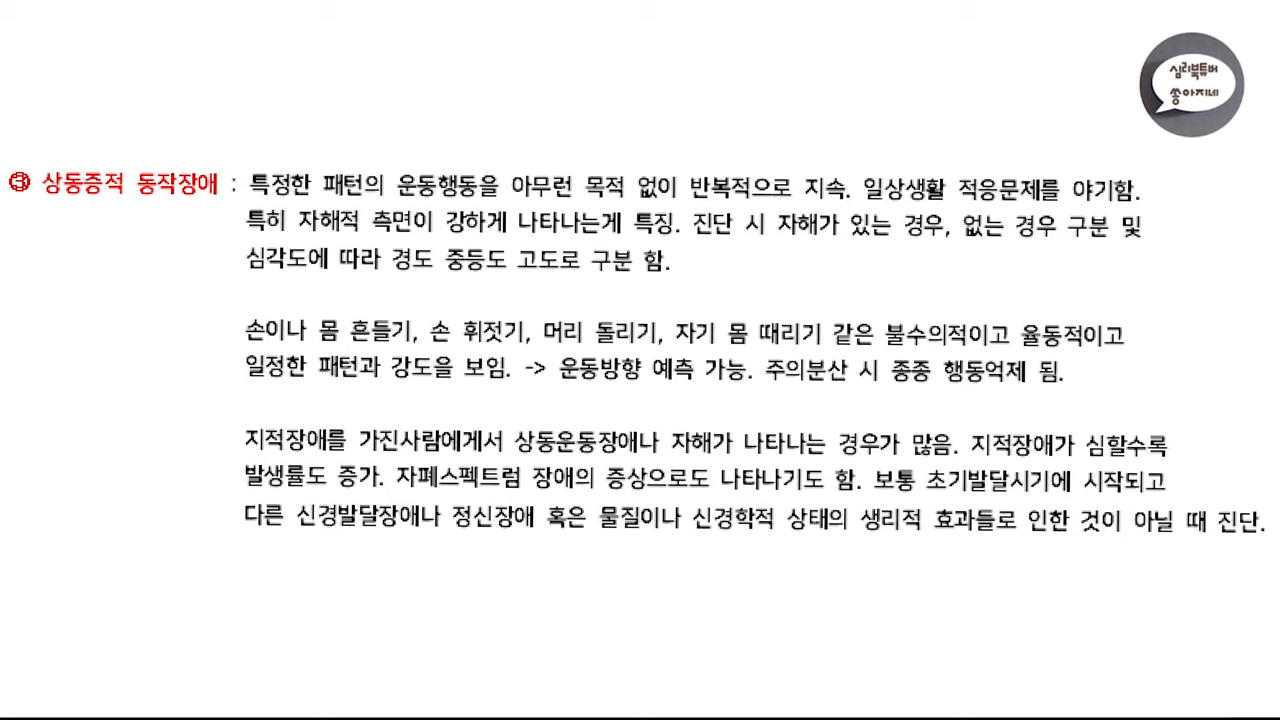 심리북튜버
쏭아지네
③ 상동증적 동작장애 : 특정한 패턴의 운동행동을 아무런 목적 없이 반복적으로 지속. 일상생활 적응문제를 야기함.
특히 자해적 측면이 강하게 나타나는게 특징. 진단 시 자해가 있는 경우, 없는 경우 구분 및
심각도에 따라 경도 중등도 고도로 구분 함.
손이나 몸 흔들기, 손 휘젓기, 머리 돌리기, 자기 몸 때리기 같은 불수의적이고 율동적이고
일정한 패턴과 강도을 보임. -> 운동방향 예측 가능. 주의분산 시 종종 행동억제 됨.
지적장애를 가진사람에게서 상동운동장애나 자해가 나타나는 경우가 많음. 지적장애가 심할수록
발생률도 증가. 자폐스펙트럼 장애의 증상으로도 나타나기도 함. 보통 초기발달시기에 시작되고
다른 신경발달장애나 정신장애 혹은 물질이나 신경학적 상태의 생리적 효과들로 인한 것이 아닐 때 진단.